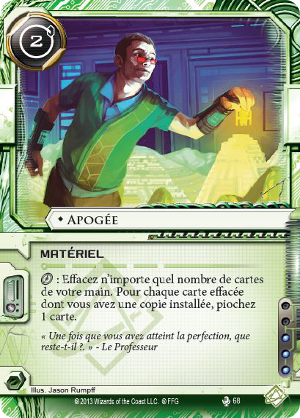 2
APOGÉE
MATÉRIEL
: Effacez n'importe quel nombre de cartes
de votre main. Pour chaque carte effacée
dont vous avez une copie installée, piochez
1 carte.
« Une fois que vous avez atteint la perfection, que
reste-t-il ?. » - Le Professeur
Illus. Jason Rumpff
© 2013 Wizards of the Coast LLC. © FFG
68